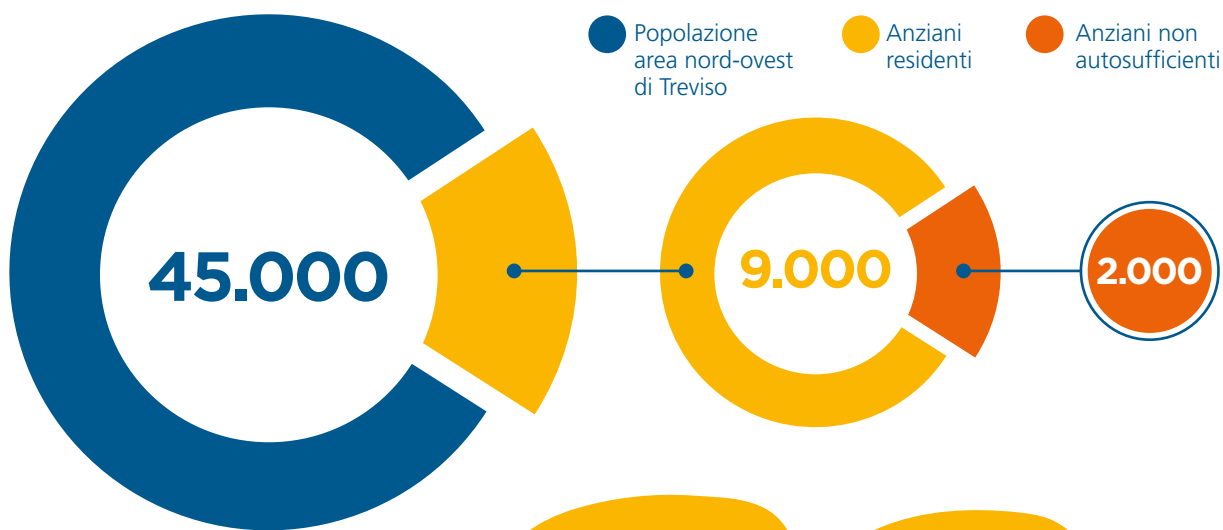 Popolazione
area nord-ovest
di Treviso
Anziani
residenti
Anziani non
autosufficienti
45.000
9.000
2.000